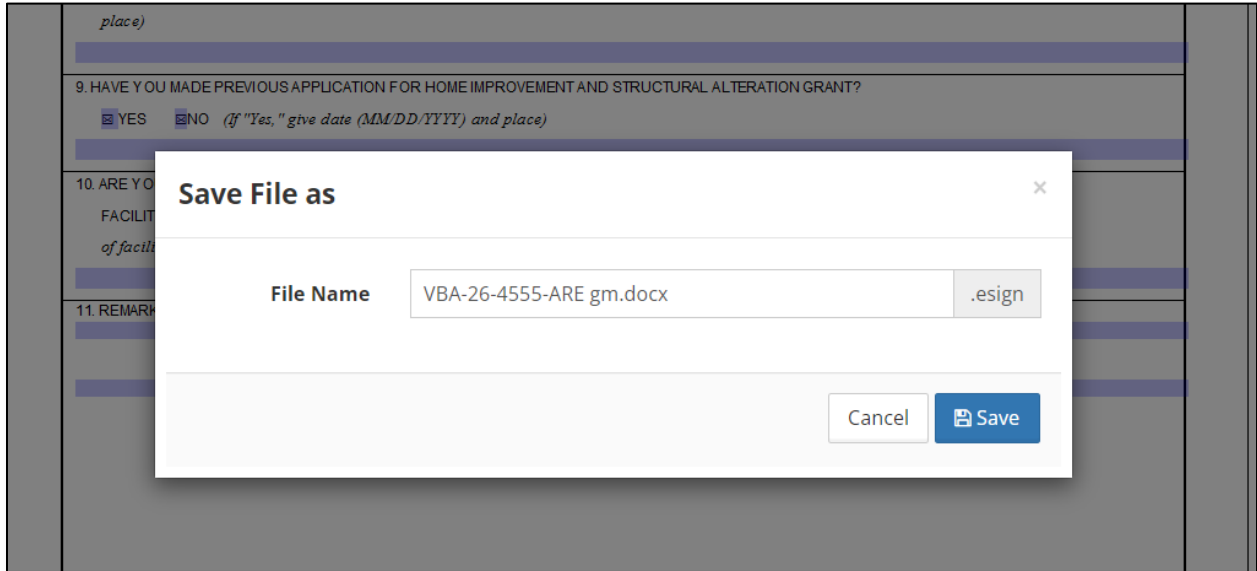 place)
9. HAVE YOU MADE PREVIOUS APPLICATION FOR HOME IMPROVEMENT AND STRUCTURAL ALTERATION GRANT?
☒ YES ☒ NO (If "Yes," give date (MM/DD/YYYY) and place)
10. ARE YO
FACILIT
of facili
11. REMARK
Save File as
×
File Name VBA-26-4555-ARE gm.docx .esign
Cancel Save